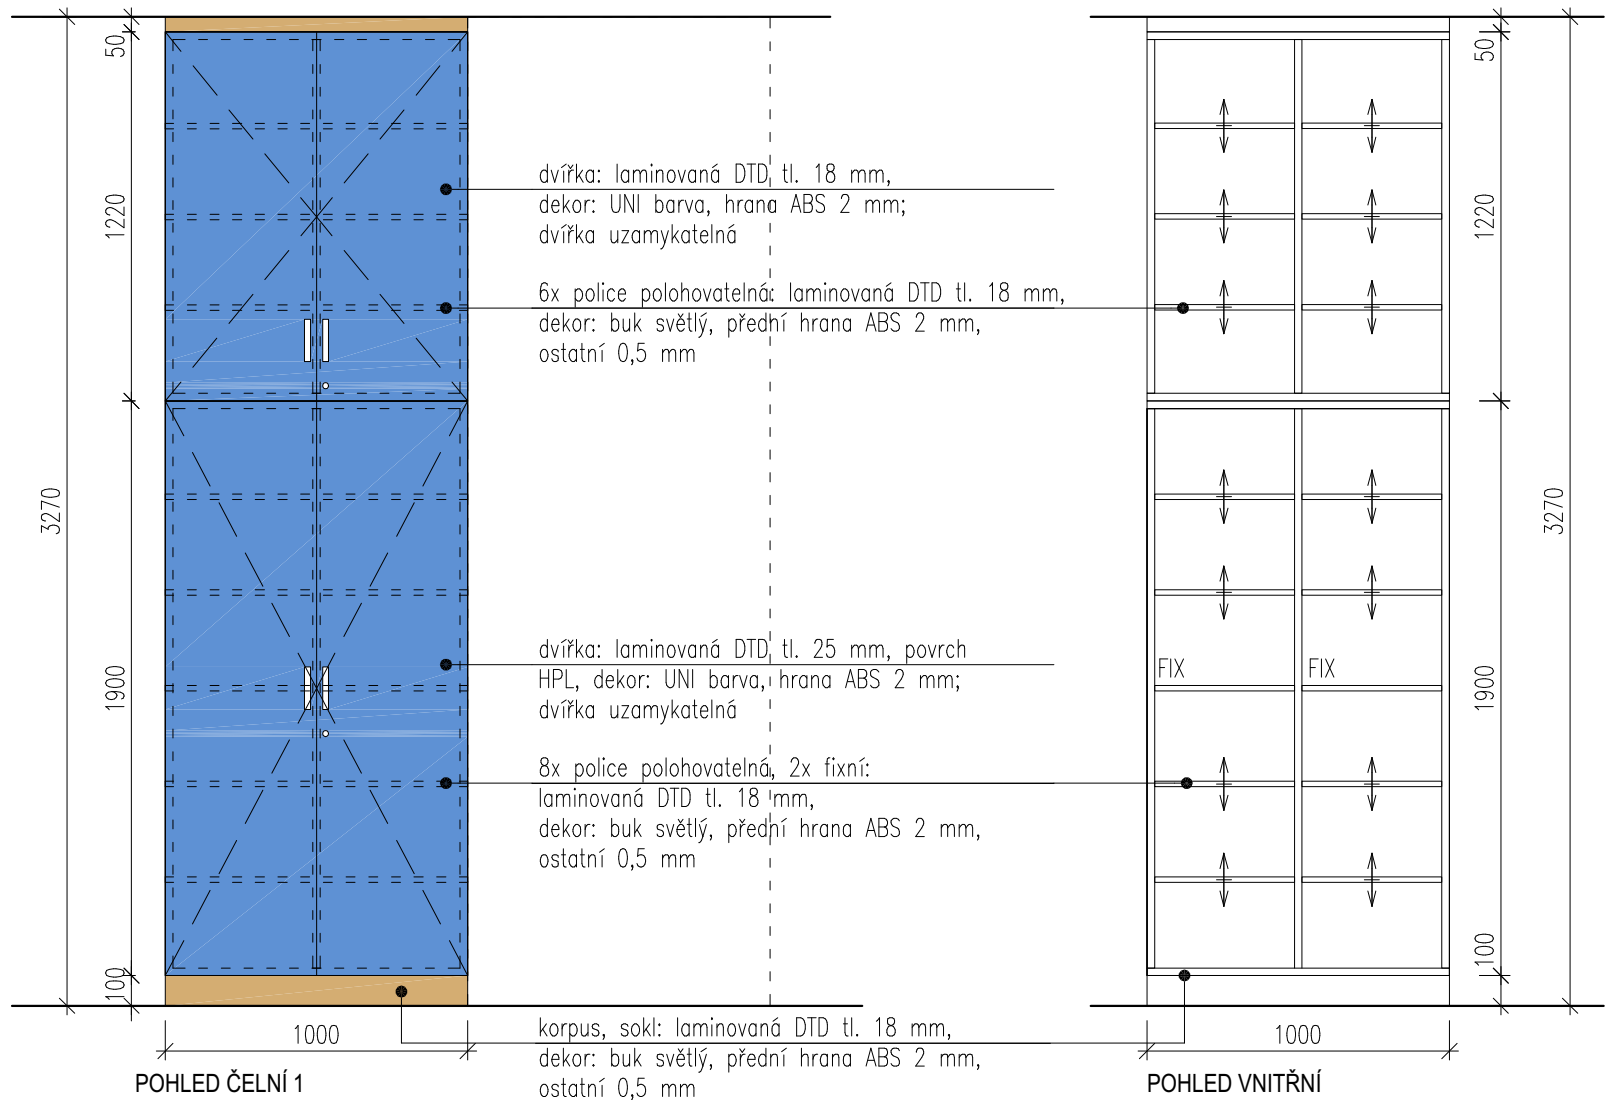 50
1220
3270
1900
100
1000
POHLED ČELNÍ 1
dvířka: laminovaná DTD tl. 18 mm,
dekor: UNI barva, hrana ABS 2 mm;
dvířka uzamykatelná
6x police polohovatelná: laminovaná DTD tl. 18 mm,
dekor: buk světlý, přední hrana ABS 2 mm,
ostatní 0,5 mm
dvířka: laminovaná DTD tl. 25 mm, povrch
HPL, dekor: UNI barva, hrana ABS 2 mm;
dvířka uzamykatelná
8x police polohovatelná, 2x fixní:
laminovaná DTD tl. 18 mm,
dekor: buk světlý, přední hrana ABS 2 mm,
ostatní 0,5 mm
korpus, sokl: laminovaná DTD tl. 18 mm,
dekor: buk světlý, přední hrana ABS 2 mm,
ostatní 0,5 mm
50
1220
3270
FIX FIX
1900
100
1000
POHLED VNITŘNÍ